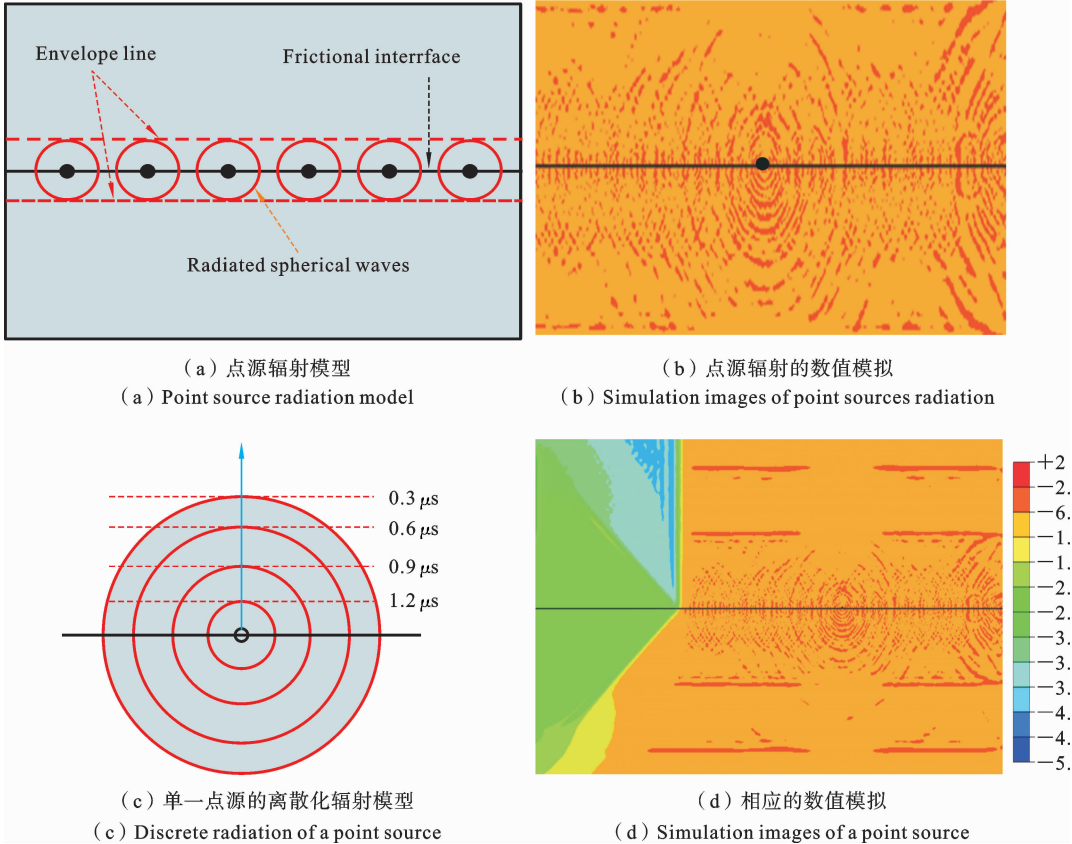 Envelope line
Frictional interrface
Radiated spherical waves
(a)点源辐射模型
(a)Point source radiation model
(b)点源辐射的数值模拟
(b)Simulation images of point sources radiation
0.3 μs
0.6 μs
0.9 μs
1.2 μs
(c)单一点源的离散化辐射模型
(c)Discrete radiation of a point source
+2
-2.
-6.
-1.
-1.
-2.
-2.
-3.
-3.
-3.
-4.
-4.
-5.
(d)相应的数值模拟
(d)Simulation images of a point source